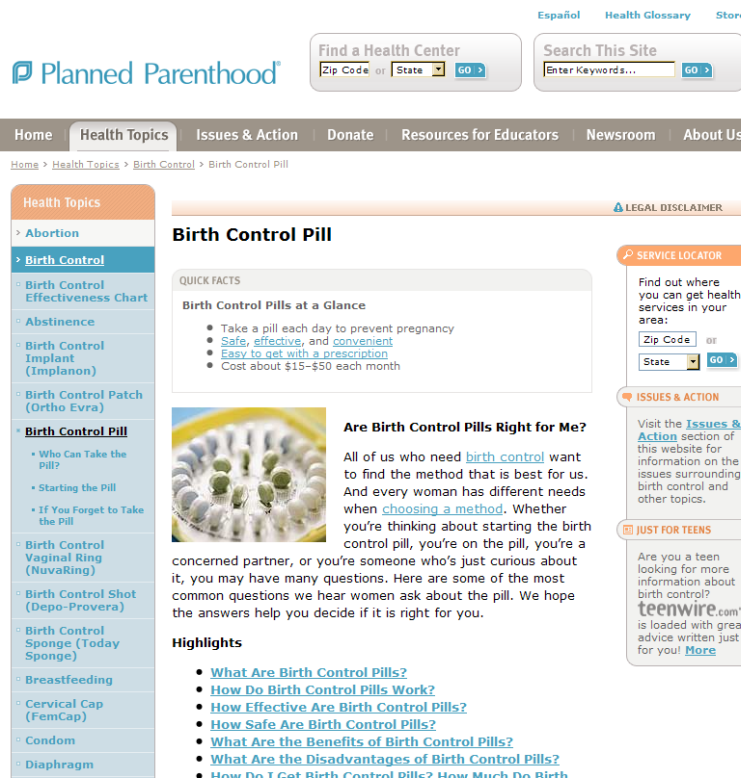 Español Health Glossary Store
Planned Parenthood®
Find a Health Center
Zip Code or State GO >
Search This Site
Enter Keywords... GO >
Home Health Topics Issues & Action Donate Resources for Educators Newsroom About Us
Home > Health Topics > Birth Control > Birth Control Pill
Health Topics
> Abortion
> Birth Control
Birth Control
Effectiveness Chart
Abstinence
Birth Control
Implant
(Implanon)
Birth Control Patch
(Ortho Evra)
Birth Control Pill
• Who Can Take the
Pill?
• Starting the Pill
• If You Forget to Take
the Pill
Birth Control
Vaginal Ring
(NuvaRing)
Birth Control Shot
(Depo-Provera)
Birth Control
Sponge (Today
Sponge)
Breastfeeding
Cervical Cap
(FemCap)
Condom
Diaphragm
LEGAL DISCLAIMER
Birth Control Pill
QUICK FACTS
Birth Control Pills at a Glance
• Take a pill each day to prevent pregnancy
• Safe, effective, and convenient
• Easy to get with a prescription
• Cost about $15–$50 each month
Are Birth Control Pills Right for Me?
All of us who need birth control want
to find the method that is best for us.
And every woman has different needs
when choosing a method. Whether
you're thinking about starting the birth
control pill, you're on the pill, you're a
concerned partner, or you're someone who's just curious about
it, you may have many questions. Here are some of the most
common questions we hear women ask about the pill. We hope
the answers help you decide if it is right for you.
Highlights
• What Are Birth Control Pills?
• How Do Birth Control Pills Work?
• How Effective Are Birth Control Pills?
• How Safe Are Birth Control Pills?
• What Are the Benefits of Birth Control Pills?
• What Are the Disadvantages of Birth Control Pills?
• How Do I Get Birth Control Pills? How Much Do Birth
SERVICE LOCATOR
Find out where
you can get health
services in your
area:
Zip Code or
State GO >
ISSUES & ACTION
Visit the Issues &
Action section of
this website for
information on the
issues surrounding
birth control and
other topics.
JUST FOR TEENS
Are you a teen
looking for more
information about
birth control?
teenwire.com
is loaded with grea
advice written just
for you! More